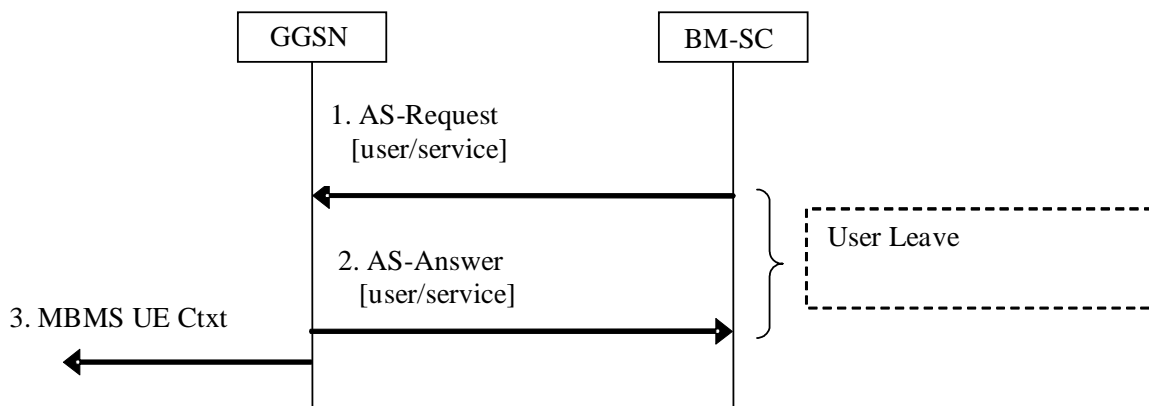 GGSN
BM-SC
1. AS-Request
[user/service]
User Leave
2. AS-Answer
[user/service]
3. MBMS UE Ctxt